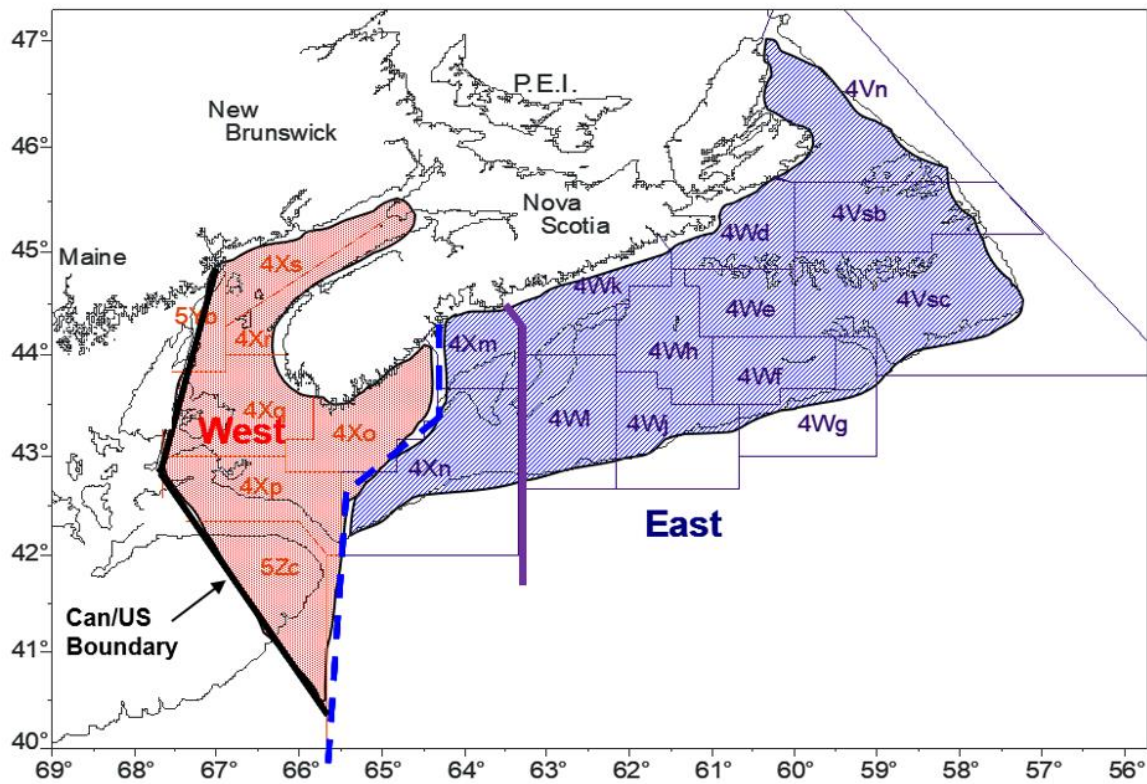 47°
46°
45°
44°
43°
42°
41°
40°
P.E.I.
New
Brunswick
4Vn
Nova
Scotia
4Vsb
Maine
4Xs
4Wd
4Wk
4Vsc
5Yb
4Xr
4We
4Xm
4Wh
4Wf
4Xq
West
4Xo
4Wl
4Wj
4Wg
4Xp
4Xn
East
5Zc
Can/US
Boundary
69° 68° 67° 66° 65° 64° 63° 62° 61° 60° 59° 58° 57° 56°